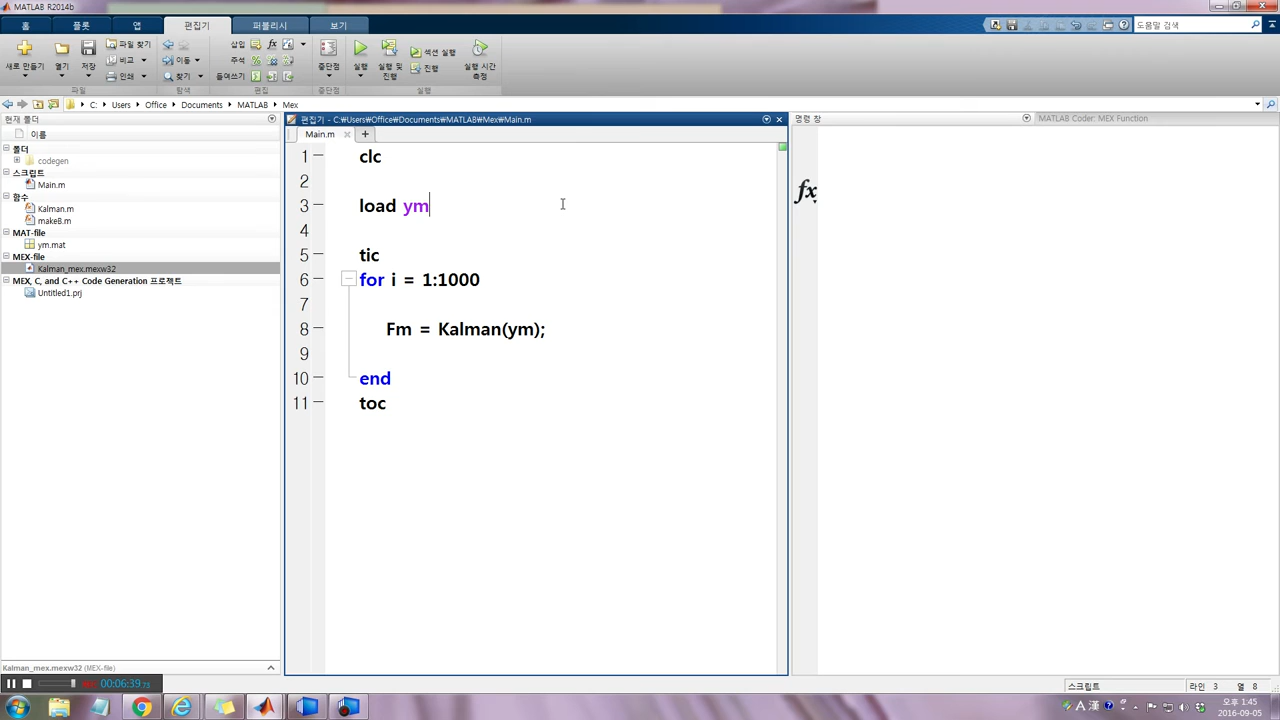 MATLAB R2014b
홈
플롯
앱
편집기
퍼블리시
보기
도움말 검색
새로 만들기
열기
저장
파일 찾기
비교
인쇄
이동
찾기
삽입
주석
들여쓰기
중단점
실행
실행 및 진행
섹션 실행
진행
실행 시간 측정
파일
탐색
편집
중단점
실행
C: Users Office Documents MATLAB Mex
현재 폴더
이름
폴더
codegen
스크립트
Main.m
함수
Kalman.m
makeB.m
MAT-file
ym.mat
MEX-file
Kalman_mex.mexw32
MEX, C, and C++ Code Generation 프로젝트
Untitled1.prj
Kalman_mex.mexw32 (MEX-file)
00:06:39.75
편집기 - C:₩Users₩Office₩Documents₩MATLAB₩Mex₩Main.m
Main.m
1 clc
2
3 load ym
4
5 tic
6 for i = 1:1000
7
8 Fm = Kalman(ym);
9
10 end
11 toc
명령 창
MATLAB Coder: MEX Function
fx
스크립트
라인 3 열 8
A 漢
오후 1:45
2016-09-05